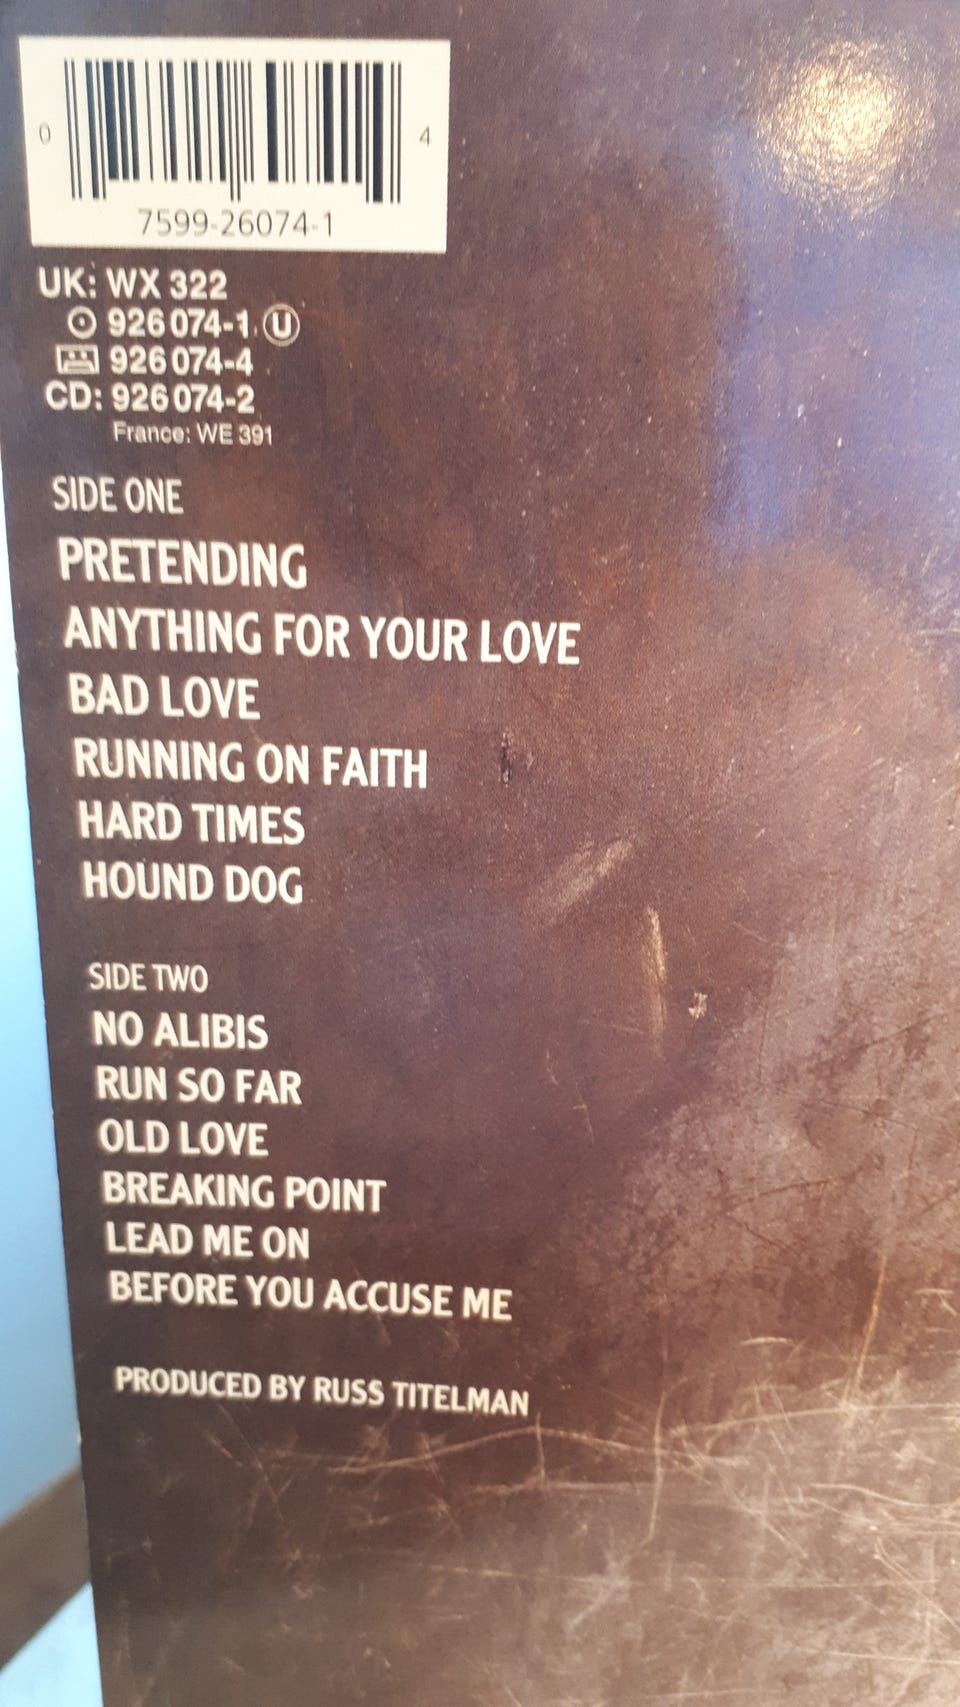 0 4
7599-26074-1
UK: WX 322
926 074-1 U
926 074-4
CD: 926 074-2
France: WE 391
SIDE ONE
PRETENDING
ANYTHING FOR YOUR LOVE
BAD LOVE
RUNNING ON FAITH
HARD TIMES
HOUND DOG
SIDE TWO
NO ALIBIS
RUN SO FAR
OLD LOVE
BREAKING POINT
LEAD ME ON
BEFORE YOU ACCUSE ME
PRODUCED BY RUSS TITELMAN